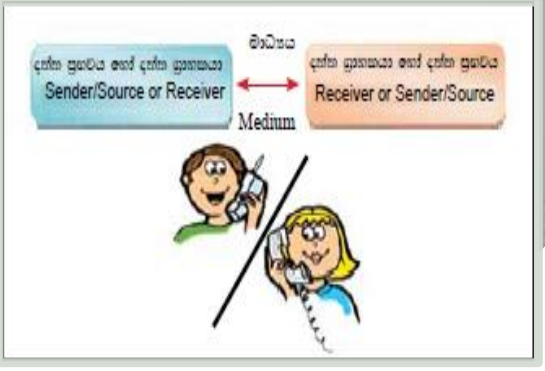 මාධ්‍යය
දත්ත ප්‍රභවය හෝ දත්ත ග්‍රාහකයා
Sender/Source or Receiver
දත්ත ග්‍රාහකයා හෝ දත්ත ප්‍රභවය
Receiver or Sender/Source
Medium